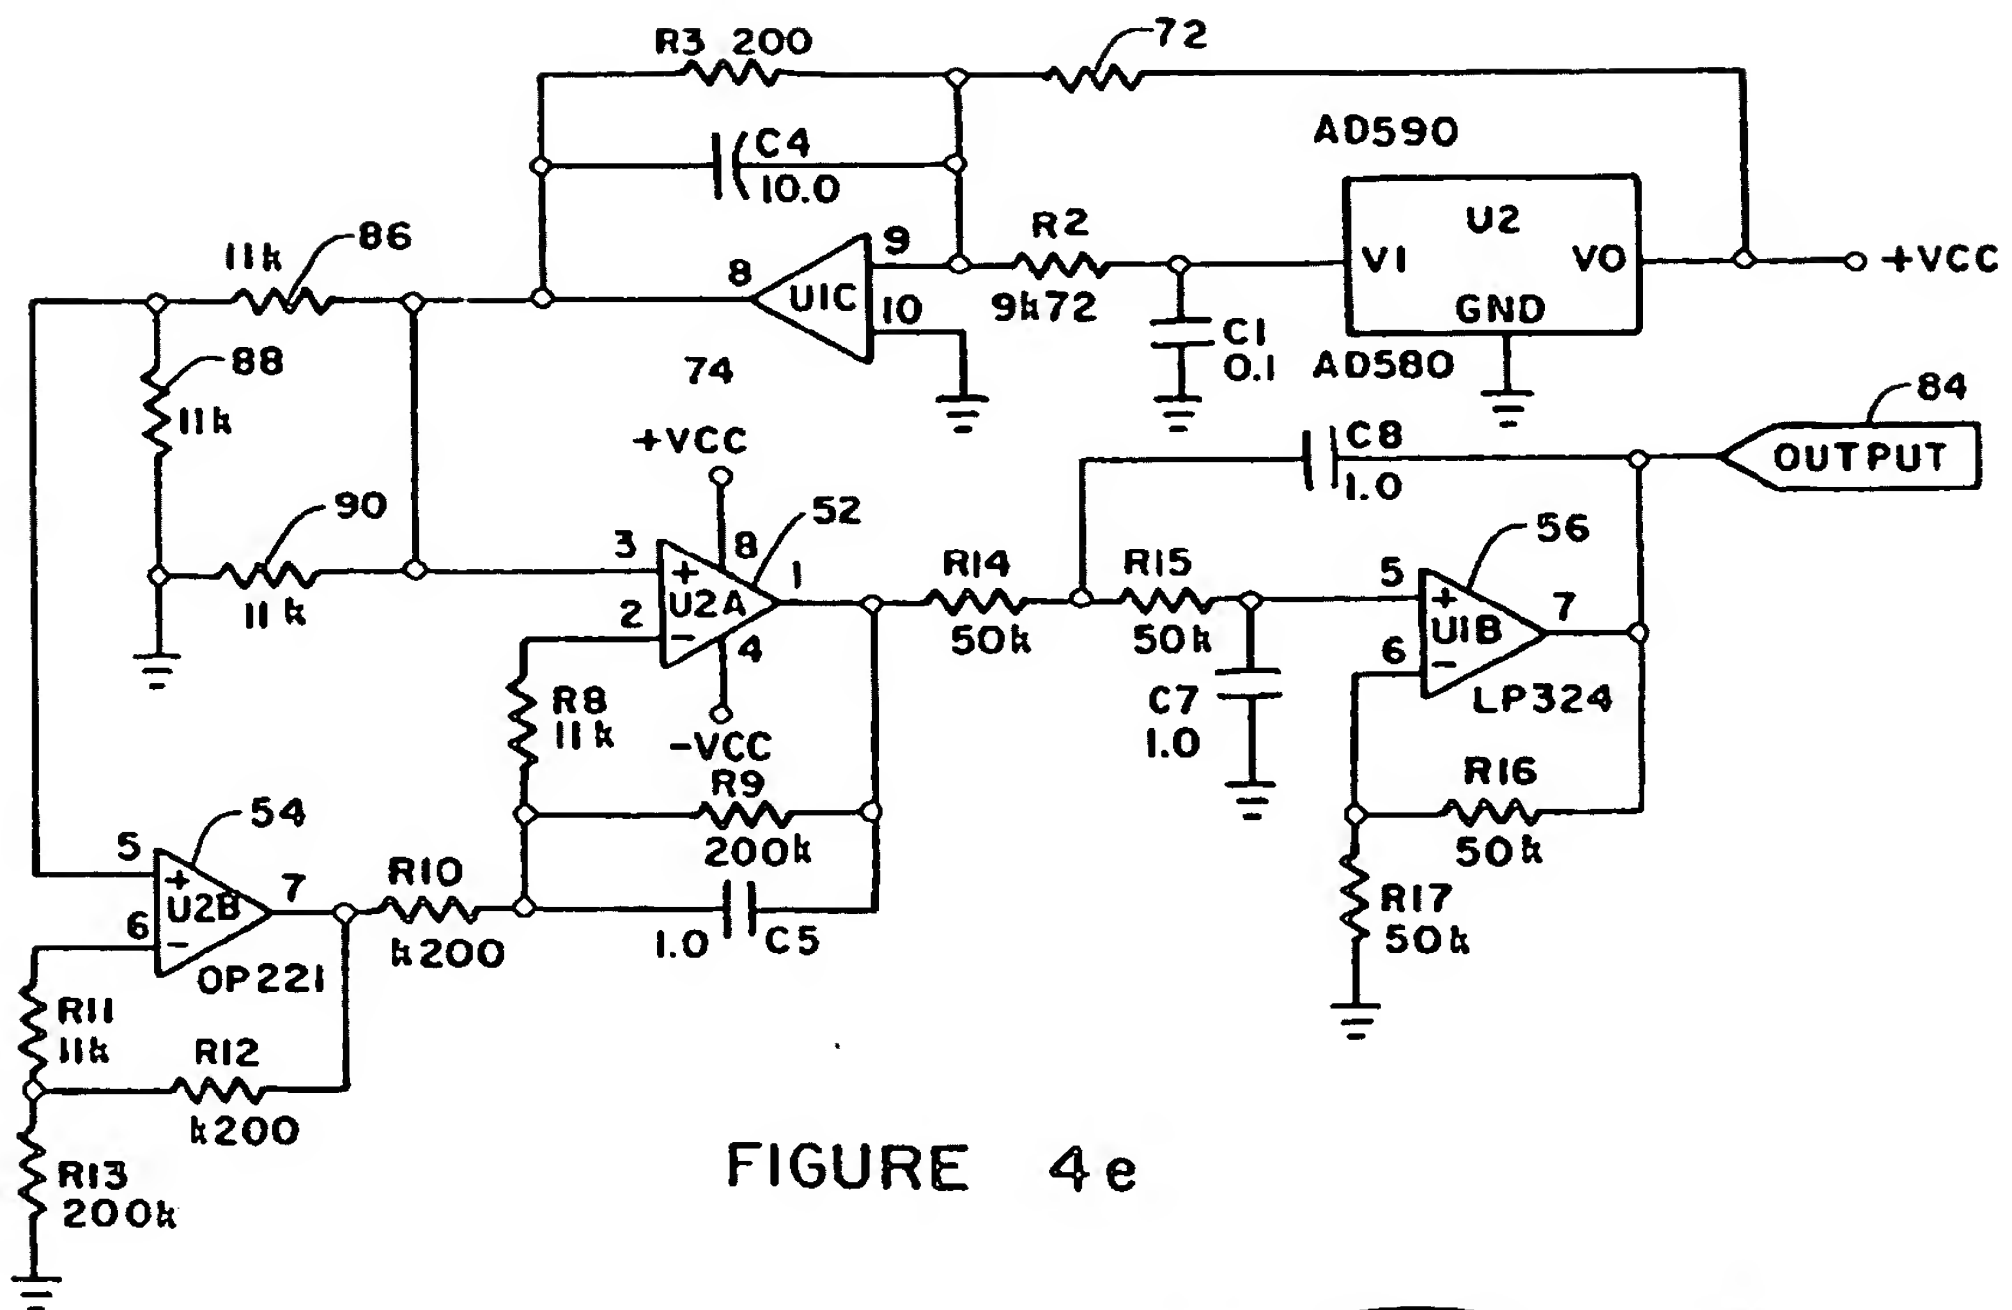 R3 200
72
C4
10.0
AD590
U2
VI
VO
GND
+VCC
AD580
R2
9k72
C1
0.1
9
10
8
U1C
74
86
11k
88
11k
90
11k
+VCC
52
3
8
+
U2A
1
2
-
4
-VCC
R8
11k
R9
200k
1.0
C5
R14
50k
R15
50k
C8
1.0
84
OUTPUT
56
5
+
U1B
7
6
-
LP324
C7
1.0
R16
50k
R17
50k
54
5
+
U2B
7
6
-
OP221
R10
k200
R11
11k
R12
k200
R13
200k
FIGURE 4e